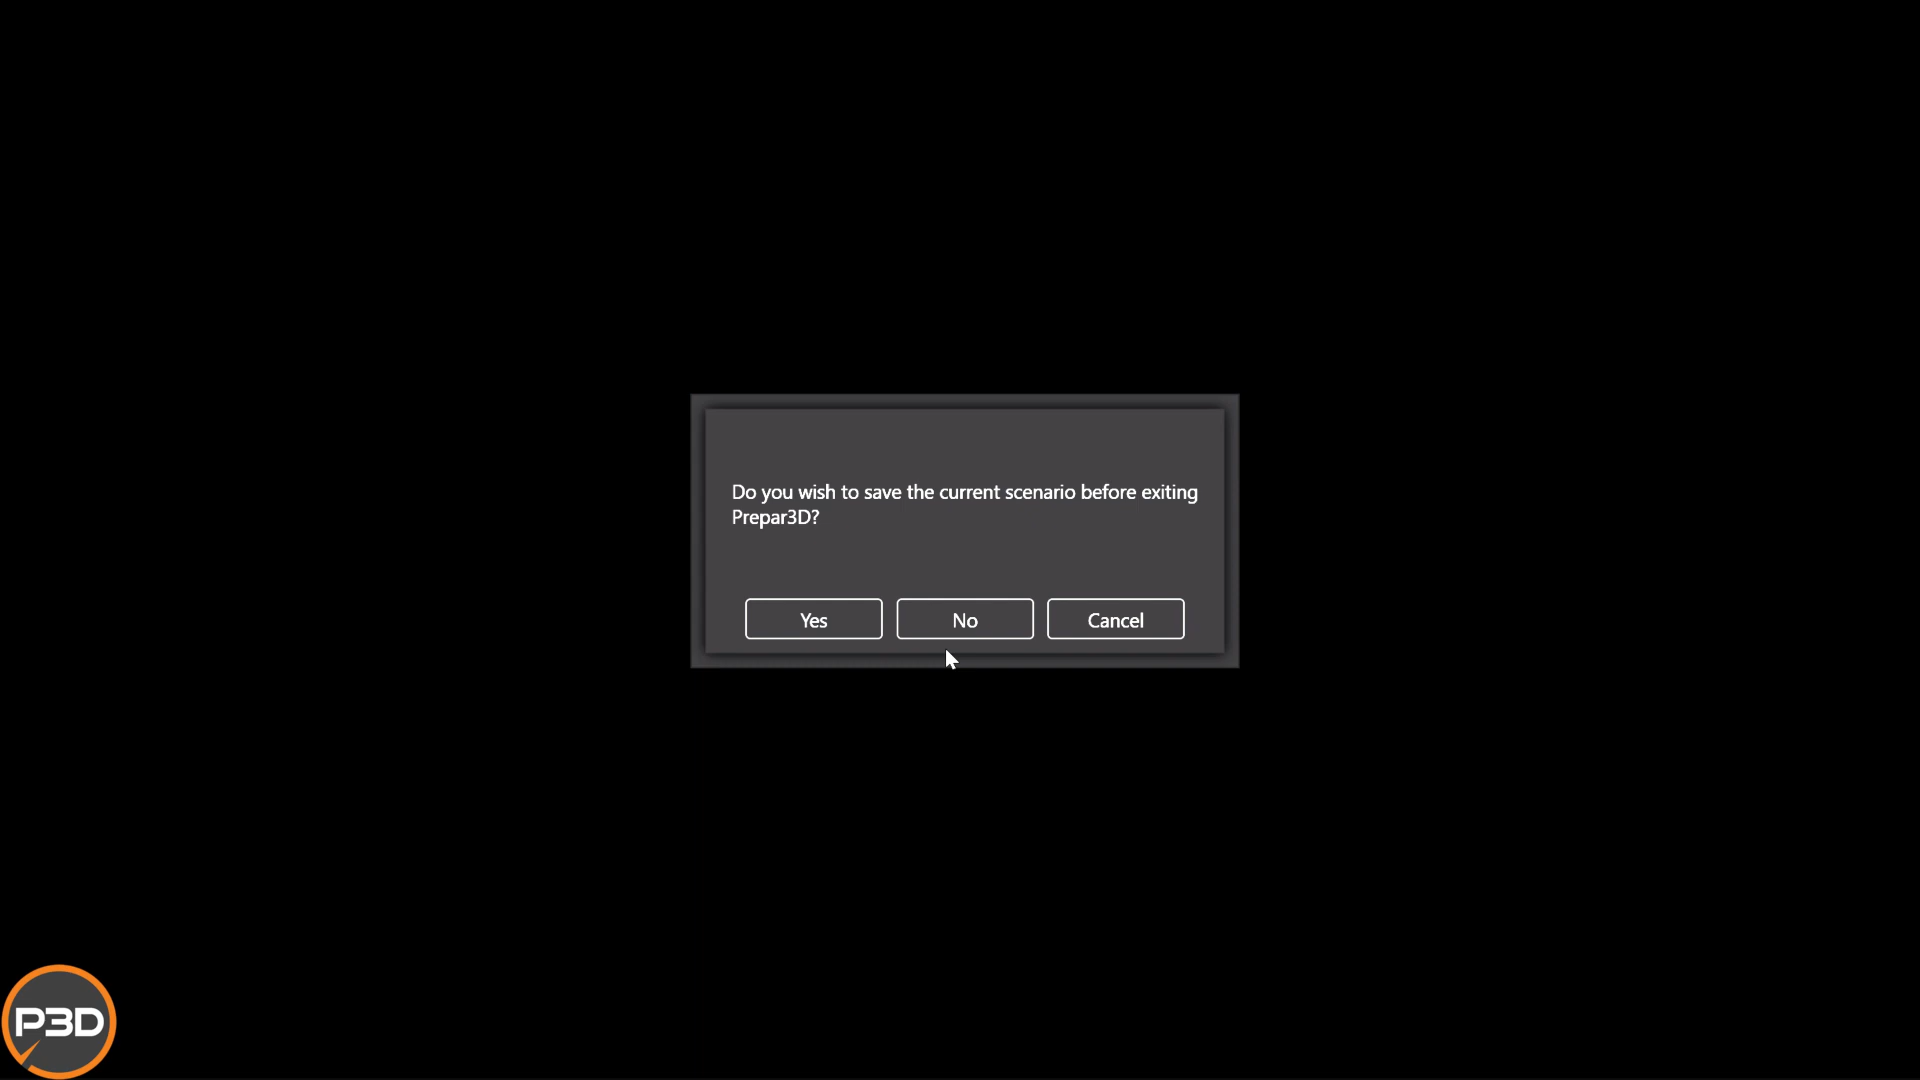 Do you wish to save the current scenario before exiting
Prepar3D?
Yes
No
Cancel
P3D